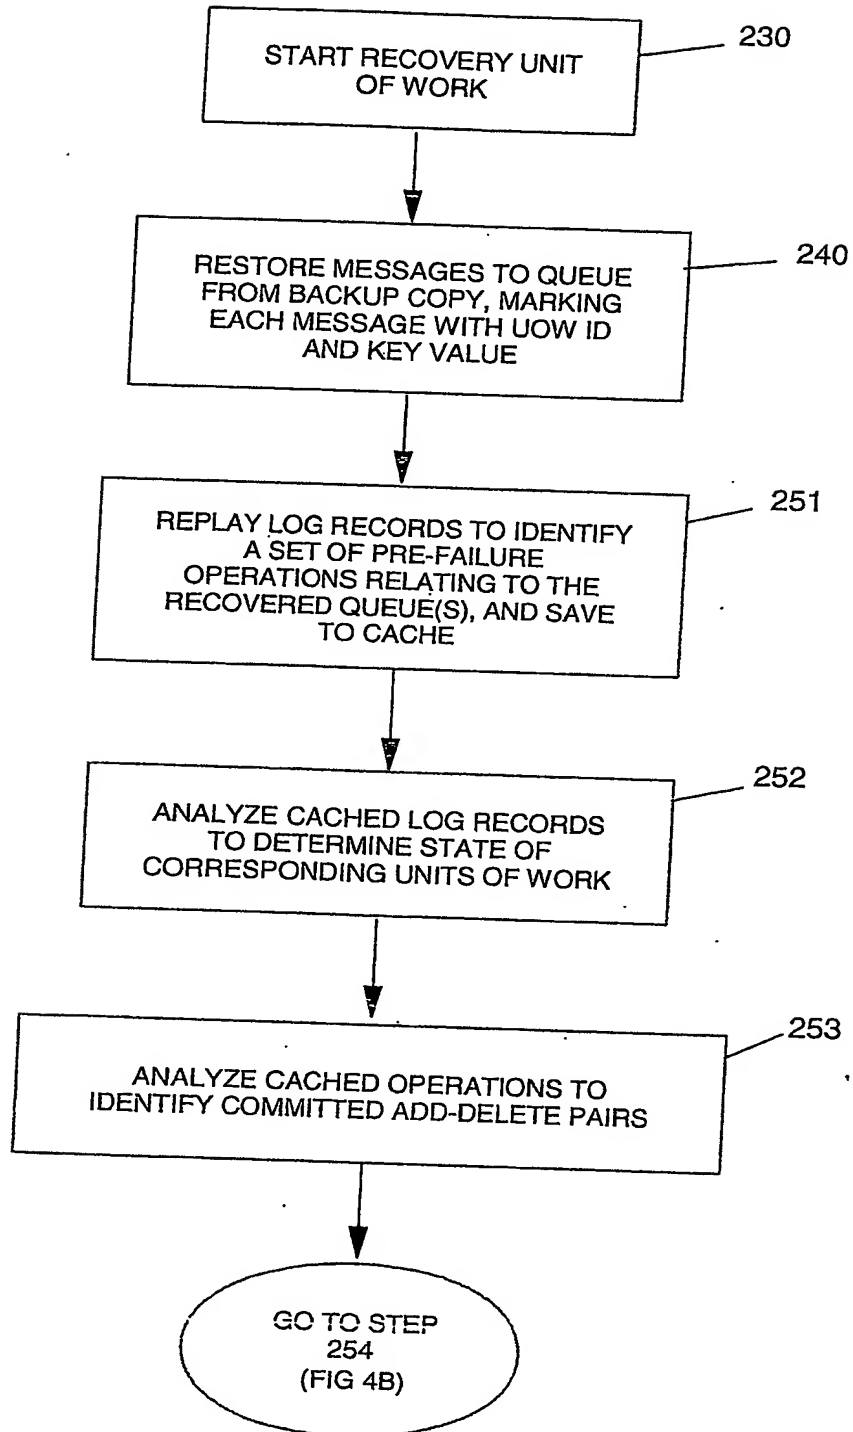 230
START RECOVERY UNIT
OF WORK
240
RESTORE MESSAGES TO QUEUE
FROM BACKUP COPY, MARKING
EACH MESSAGE WITH UOW ID
AND KEY VALUE
251
REPLAY LOG RECORDS TO IDENTIFY
A SET OF PRE-FAILURE
OPERATIONS RELATING TO THE
RECOVERED QUEUE(S), AND SAVE
TO CACHE
252
ANALYZE CACHED LOG RECORDS
TO DETERMINE STATE OF
CORRESPONDING UNITS OF WORK
253
ANALYZE CACHED OPERATIONS TO
IDENTIFY COMMITTED ADD-DELETE PAIRS
GO TO STEP
254
(FIG 4B)